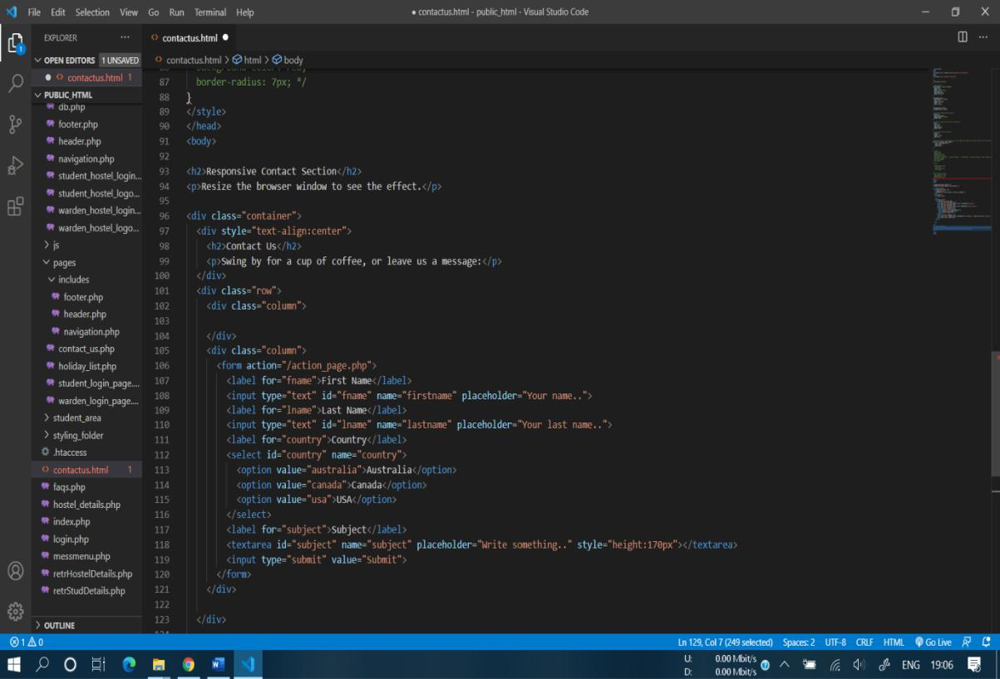 File Edit Selection View Go Run Terminal Help
● contactus.html - public_html - Visual Studio Code
EXPLORER
contactus.html
OPEN EDITORS 1 UNSAVED
contactus.html 1
PUBLIC_HTML
db.php
footer.php
header.php
navigation.php
student_hostel_login...
student_hostel_logo...
warden_hostel_login...
warden_hostel_logo...
js
pages
includes
footer.php
header.php
navigation.php
contact_us.php
holiday_list.php
student_login_page....
warden_login_page....
student_area
styling_folder
.htaccess
contactus.html 1
faqs.php
hostel_details.php
index.php
login.php
messmenu.php
retrHostelDetails.php
retrStudDetails.php
OUTLINE
contactus.html > html > body
87 border-radius: 7px; */
88 }
89 </style>
90 </head>
91 <body>
92
93 <h2>Responsive Contact Section</h2>
94 <p>Resize the browser window to see the effect.</p>
95
96 <div class="container">
97 <div style="text-align:center">
98 <h2>Contact Us</h2>
99 <p>Swing by for a cup of coffee, or leave us a message:</p>
100 </div>
101 <div class="row">
102 <div class="column">
103
104 </div>
105 <div class="column">
106 <form action="/action_page.php">
107 <label for="fname">First Name</label>
108 <input type="text" id="fname" name="firstname" placeholder="Your name..">
109 <label for="lname">Last Name</label>
110 <input type="text" id="lname" name="lastname" placeholder="Your last name..">
111 <label for="country">Country</label>
112 <select id="country" name="country">
113 <option value="australia">Australia</option>
114 <option value="canada">Canada</option>
115 <option value="usa">USA</option>
116 </select>
117 <label for="subject">Subject</label>
118 <textarea id="subject" name="subject" placeholder="Write something.." style="height:170px"></textarea>
119 <input type="submit" value="Submit">
120 </form>
121 </div>
122
123 </div>
1 0
Ln 129, Col 7 (249 selected) Spaces: 2 UTF-8 CRLF HTML Go Live
U: 0.00 Mbit/s
D: 0.00 Mbit/s
ENG 19:06